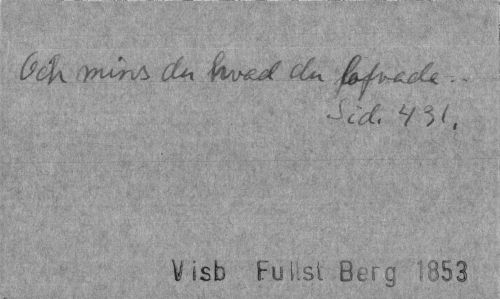 Och mins du hvad du lofvade..
Sid. 431.
Visb Fullst Berg 1853